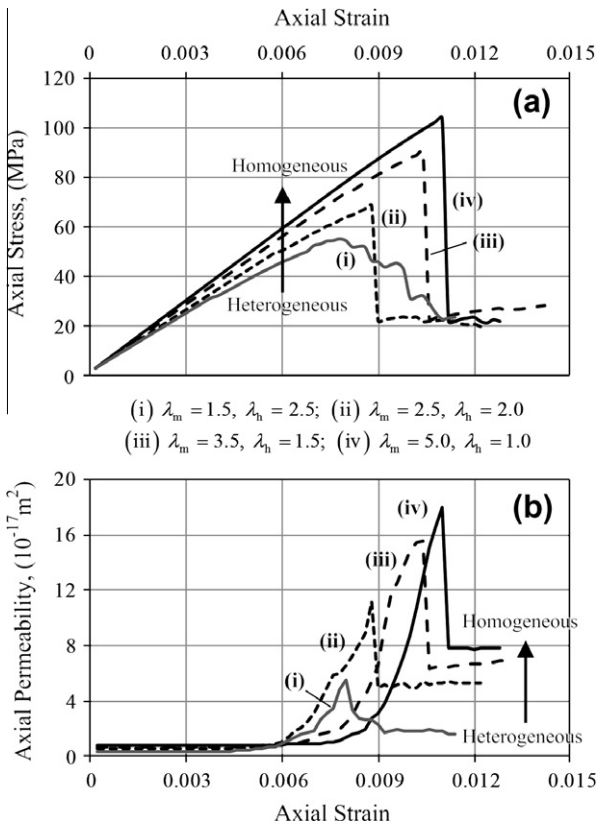 Axial Strain
0 0.003 0.006 0.009 0.012 0.015
120
100
80
60
40
20
0
Axial Stress, (MPa)
(a)
Homogeneous
Heterogeneous
(i)
(ii)
(iii)
(iv)
(i) λm = 1.5, λh = 2.5; (ii) λm = 2.5, λh = 2.0
(iii) λm = 3.5, λh = 1.5; (iv) λm = 5.0, λh = 1.0
20
16
12
8
4
0
Axial Permeability, (10⁻¹⁷m²)
(b)
(iv)
(iii)
(ii)
(i)
Homogeneous
Heterogeneous
0 0.003 0.006 0.009 0.012 0.015
Axial Strain